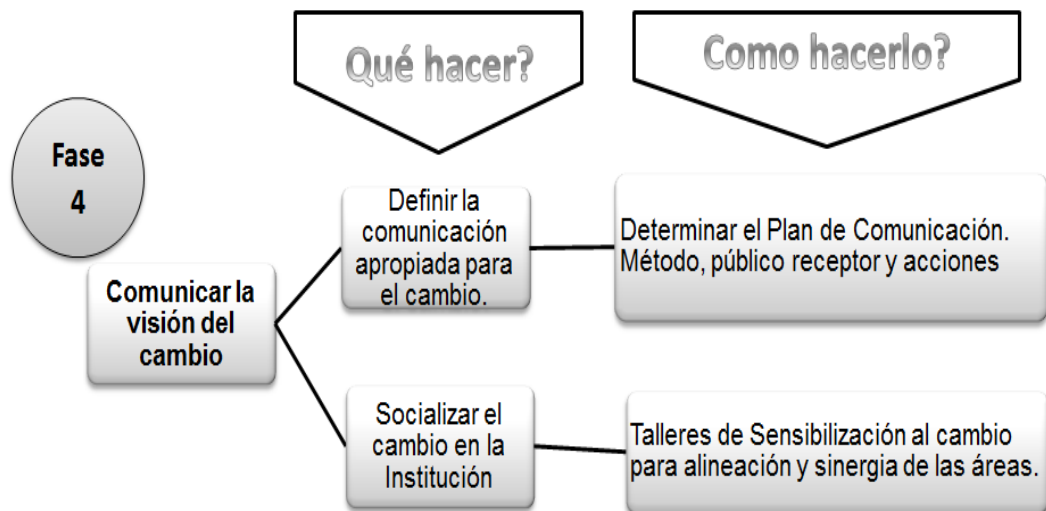 Qué hacer?
Como hacerlo?
Fase
4
Comunicar la
visión del
cambio
Definir la
comunicación
apropiada para
el cambio.
Determinar el Plan de Comunicación.
Método, público receptor y acciones
Socializar el
cambio en la
Institución
Talleres de Sensibilización al cambio
para alineación y sinergia de las áreas.